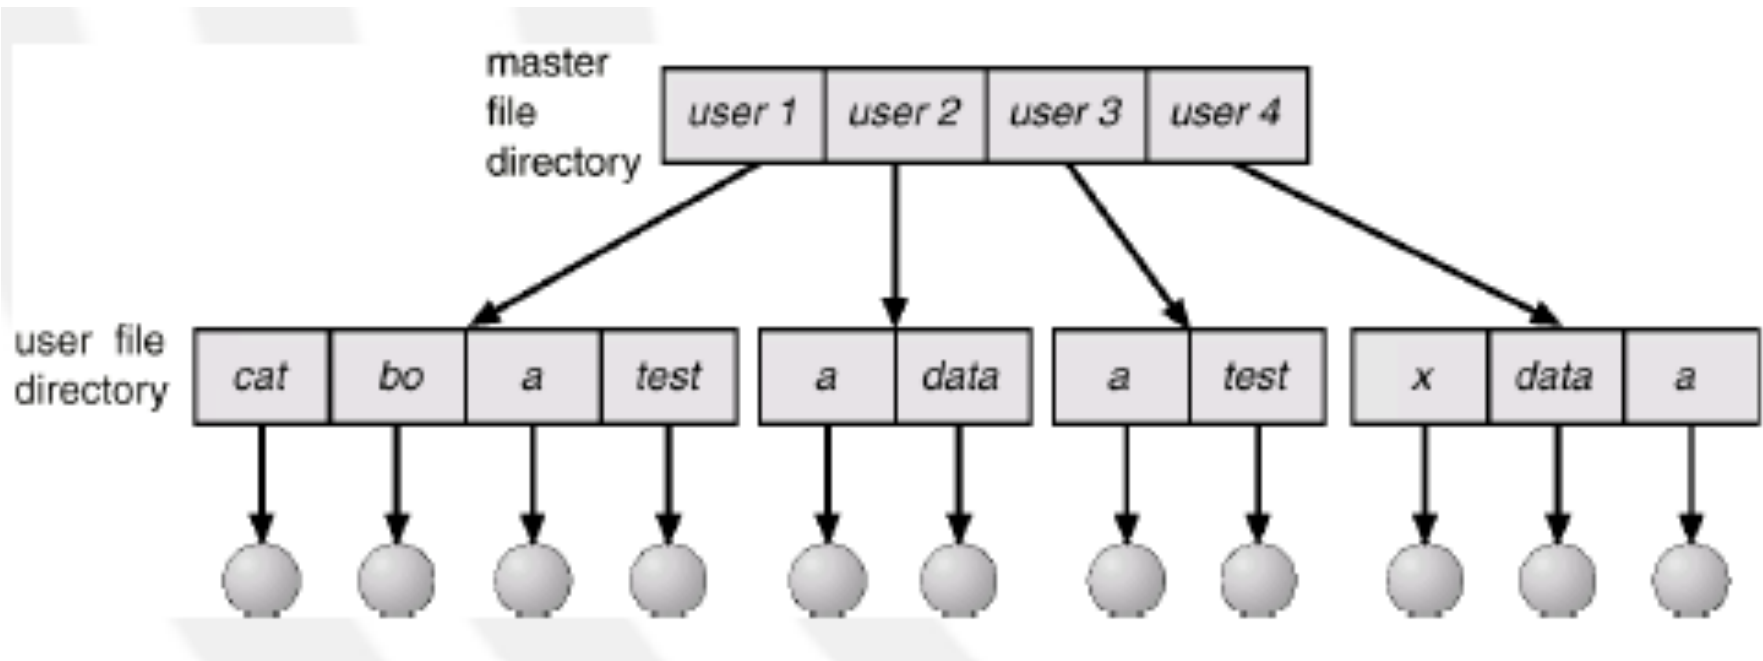 master
file
directory
user 1 user 2 user 3 user 4
user file
directory
cat bo a test a data a test x data a